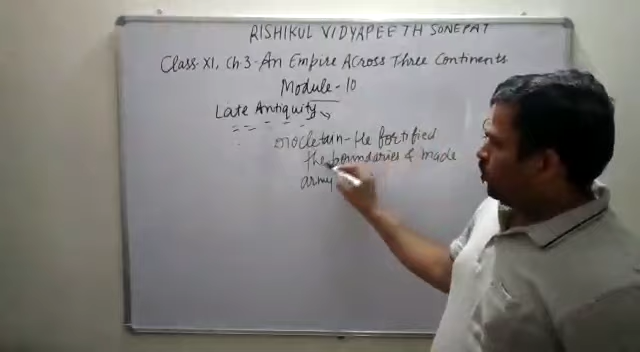 RISHIKUL VIDYAPEETH SONEPAT
Class-XI, Ch.3-An Empire Across Three Continents
Module-10
Late Antiquity
Diocletain-He fortified
the boundaries & made
army